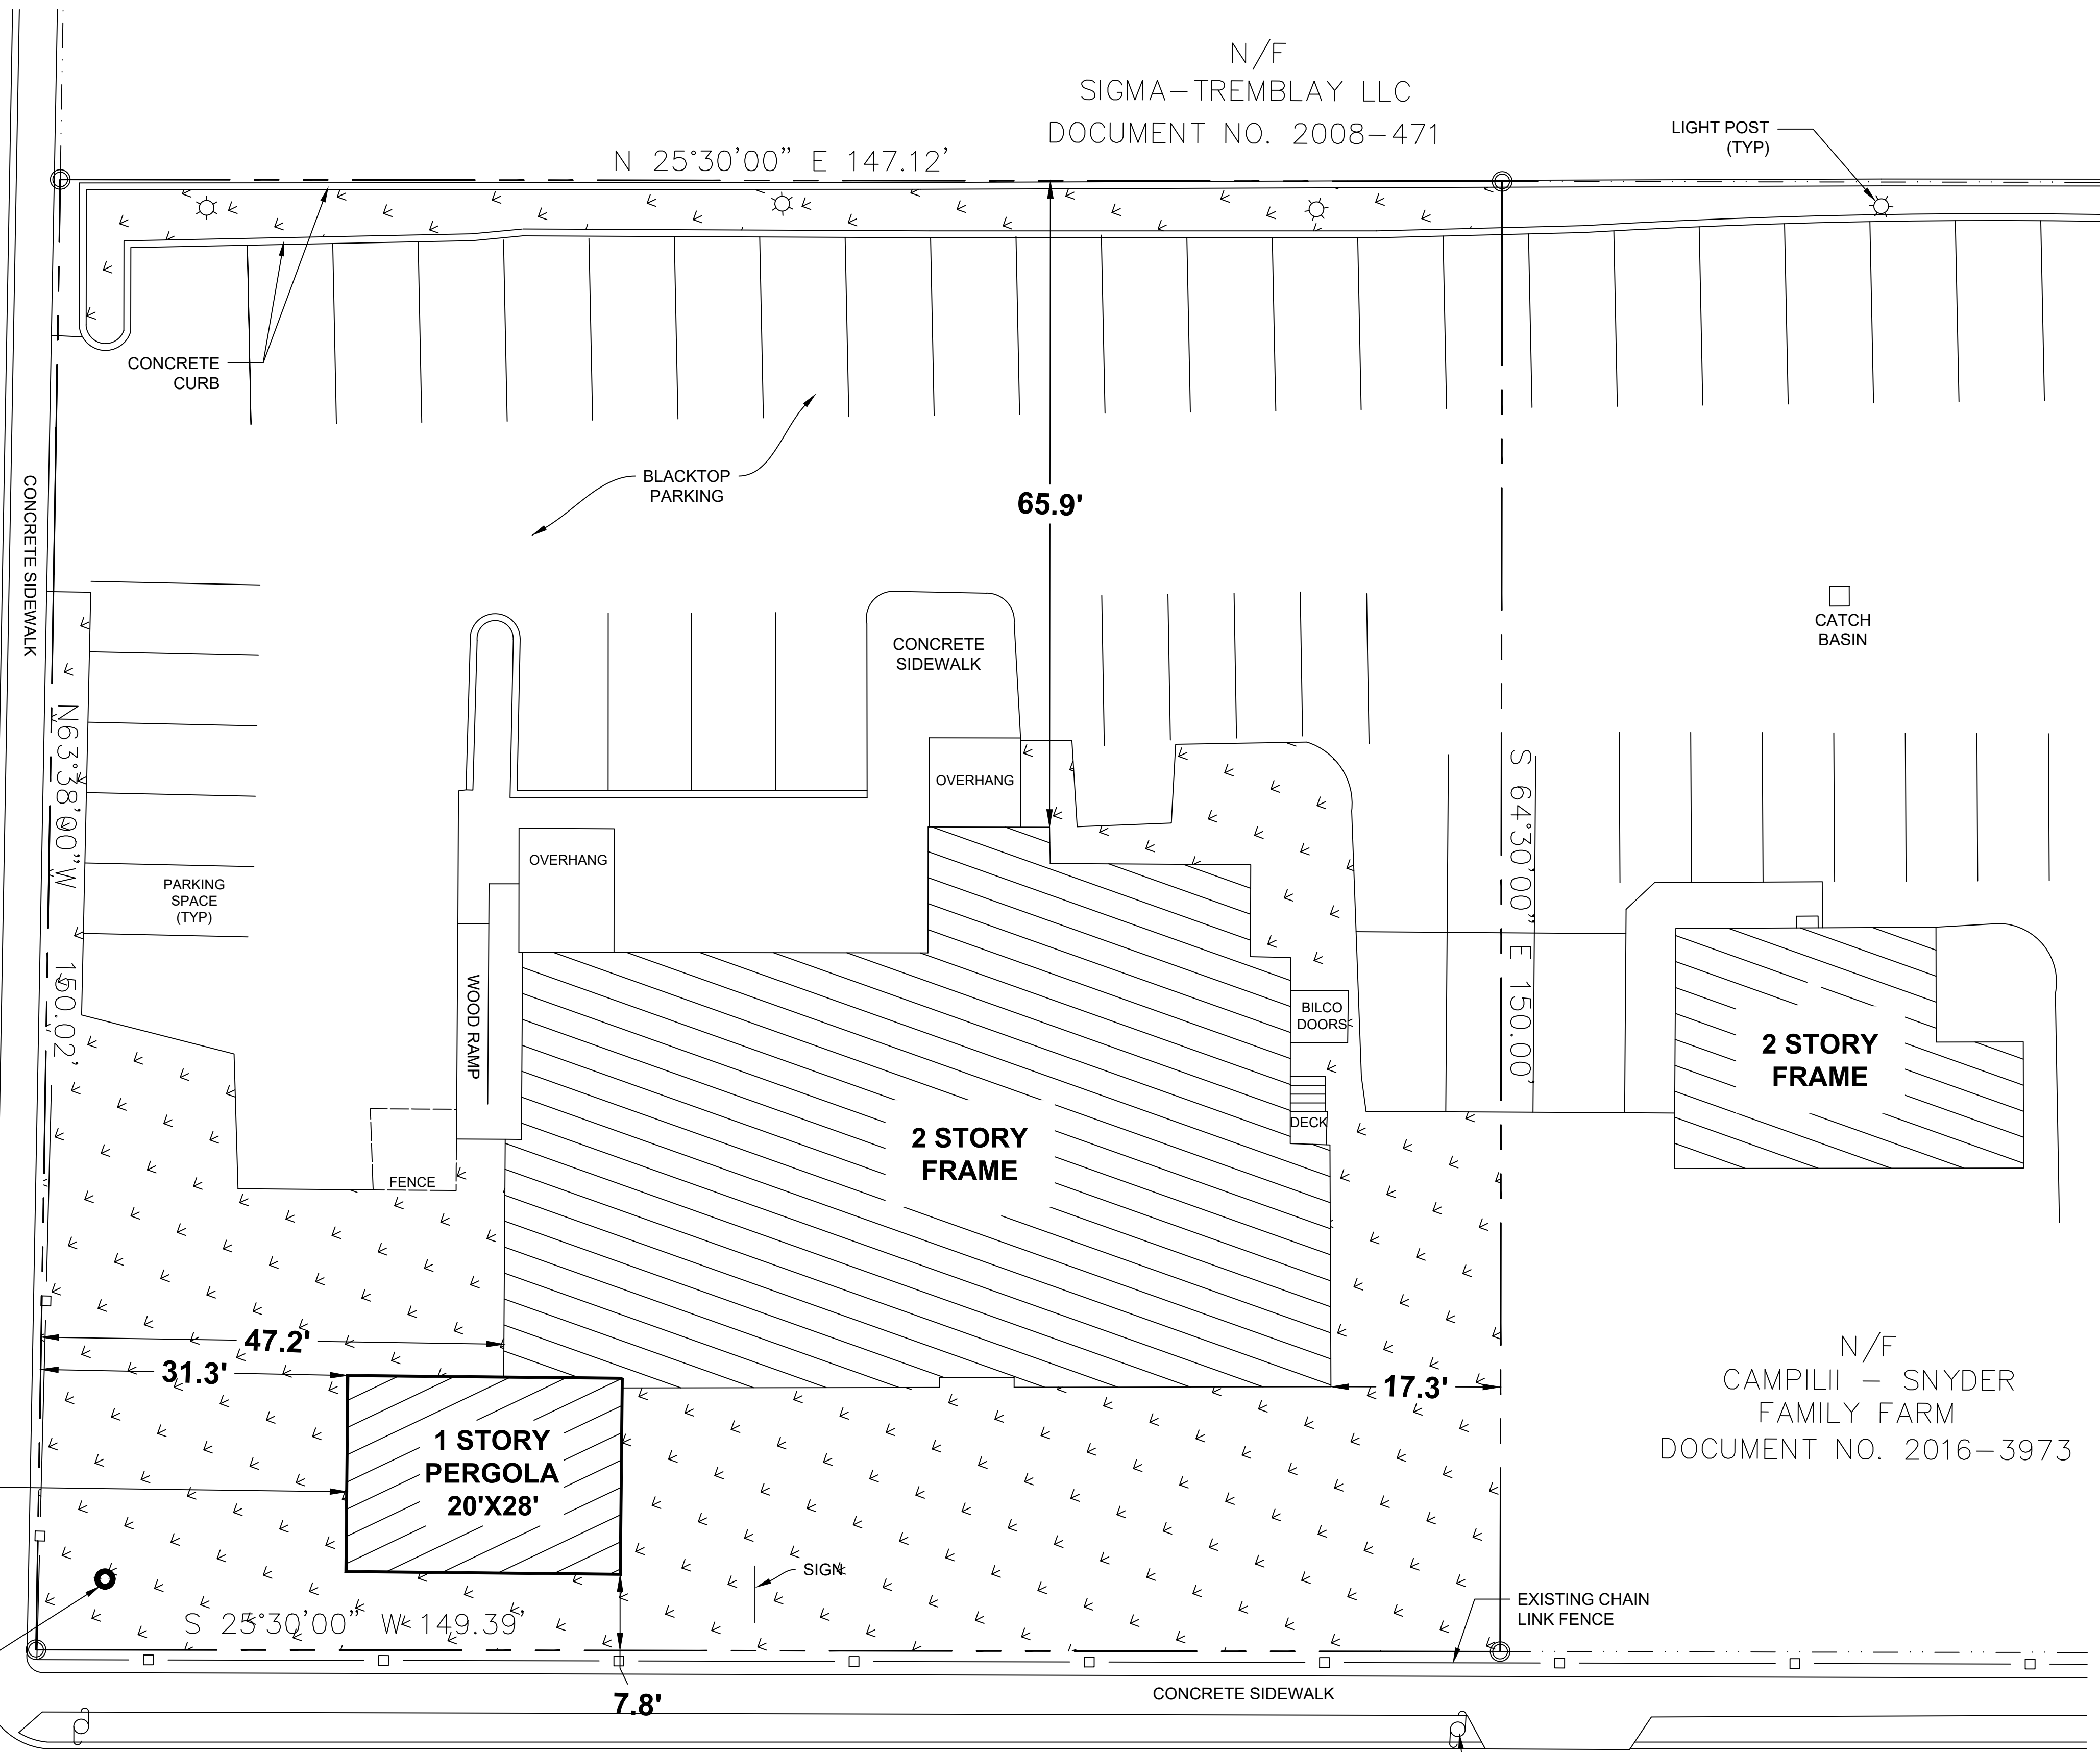 N/F
SIGMA-TREMBLAY LLC
DOCUMENT NO. 2008-471
LIGHT POST
(TYP)
N 25°30'00" E 147.12'
CONCRETE
CURB
BLACKTOP
PARKING
65.9'
CONCRETE SIDEWALK
CONCRETE
SIDEWALK
CATCH
BASIN
N63°38'00"W 150.02'
S 64°30'00" E 150.00'
OVERHANG
OVERHANG
PARKING
SPACE
(TYP)
WOOD RAMP
BILCO
DOORS
2 STORY
FRAME
DECK
2 STORY
FRAME
FENCE
47.2'
31.3'
17.3'
N/F
CAMPILII - SNYDER
FAMILY FARM
DOCUMENT NO. 2016-3973
1 STORY
PERGOLA
20'X28'
SIGN
S 25°30'00" W 149.39'
EXISTING CHAIN
LINK FENCE
CONCRETE SIDEWALK
7.8'